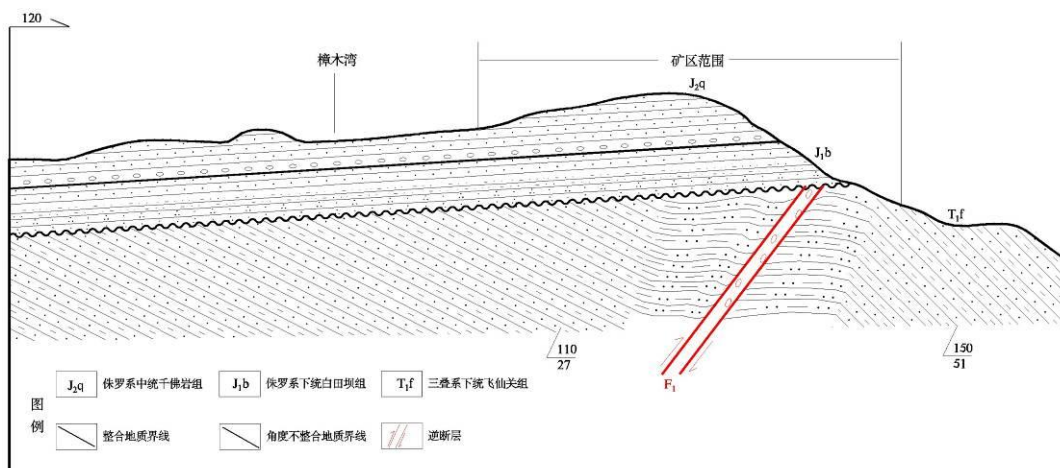 120
樟木湾
矿区范围
J₂q
J₁b
T₁f
110
27
150
51
F₁
图例
J₂q 侏罗系中统千佛岩组
J₁b 侏罗系下统白田坝组
T₁f 三叠系下统飞仙关组
整合地质界线
角度不整合地质界线
逆断层